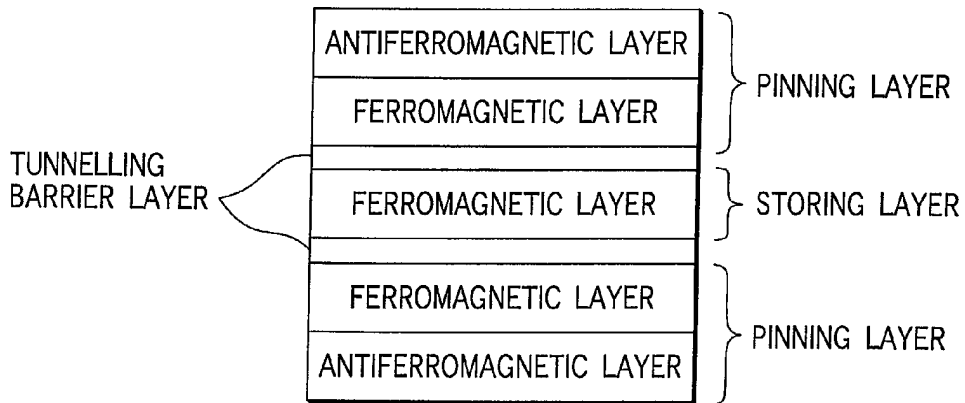 ANTIFERROMAGNETIC LAYER
PINNING LAYER
FERROMAGNETIC LAYER
TUNNELLING
BARRIER LAYER
FERROMAGNETIC LAYER
STORING LAYER
FERROMAGNETIC LAYER
PINNING LAYER
ANTIFERROMAGNETIC LAYER